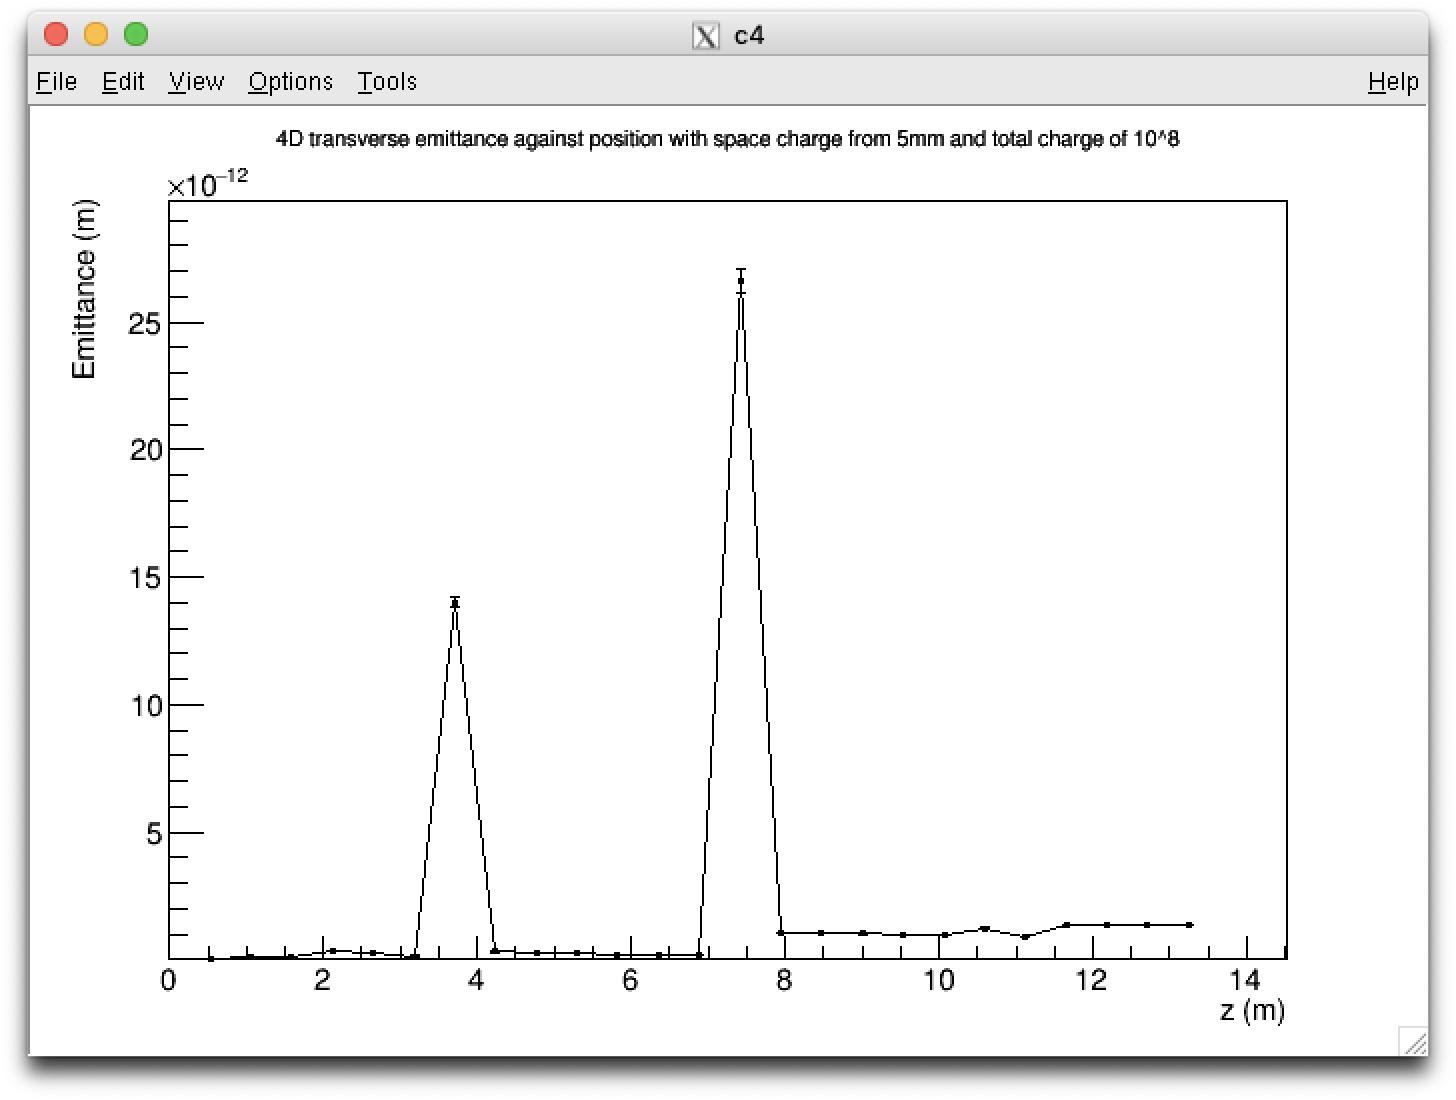 X c4
File Edit View Options Tools Help
4D transverse emittance against position with space charge from 5mm and total charge of 10^8
×10⁻¹²
Emittance (m)
25
20
15
10
5
0 2 4 6 8 10 12 14
z (m)